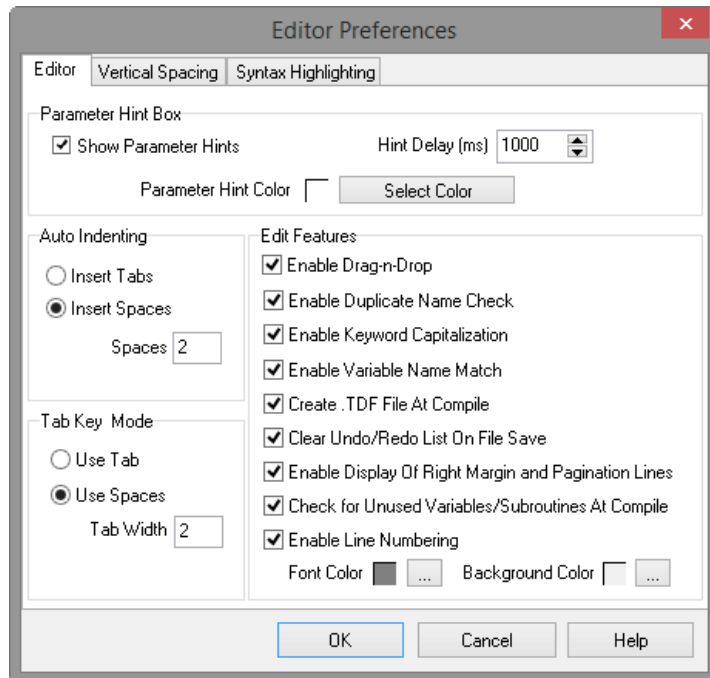 Editor Preferences
Editor Vertical Spacing Syntax Highlighting
Parameter Hint Box
Show Parameter Hints Hint Delay (ms) 1000
Parameter Hint Color Select Color
Auto Indenting
Insert Tabs
Insert Spaces
Spaces 2
Tab Key Mode
Use Tab
Use Spaces
Tab Width 2
Edit Features
Enable Drag-n-Drop
Enable Duplicate Name Check
Enable Keyword Capitalization
Enable Variable Name Match
Create .TDF File At Compile
Clear Undo/Redo List On File Save
Enable Display Of Right Margin and Pagination Lines
Check for Unused Variables/Subroutines At Compile
Enable Line Numbering
Font Color ... Background Color ...
OK Cancel Help